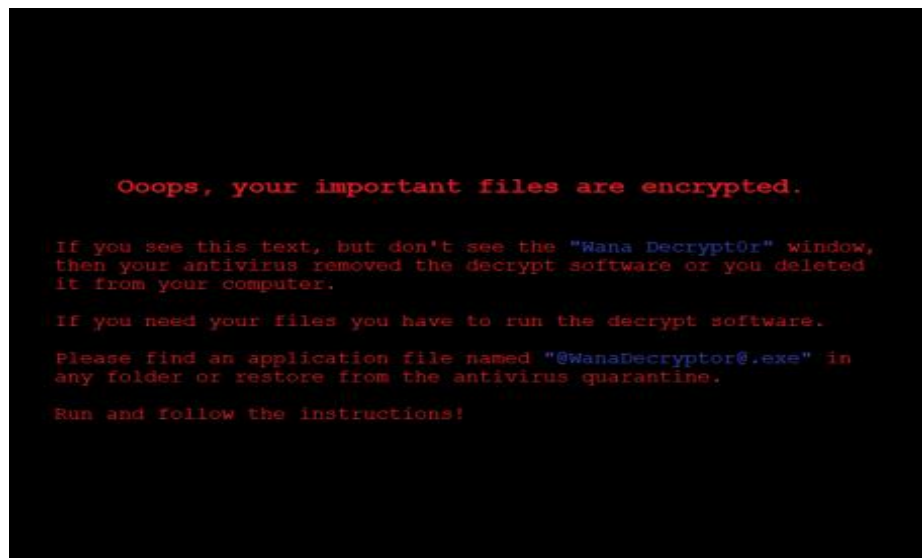 Ooops, your important files are encrypted.
If you see this text, but don't see the "Wana Decrypt0r" window,
then your antivirus removed the decrypt software or you deleted
it from your computer.
If you need your files you have to run the decrypt software.
Please find an application file named "@WanaDecryptor@.exe" in
any folder or restore from the antivirus quarantine.
Run and follow the instructions!